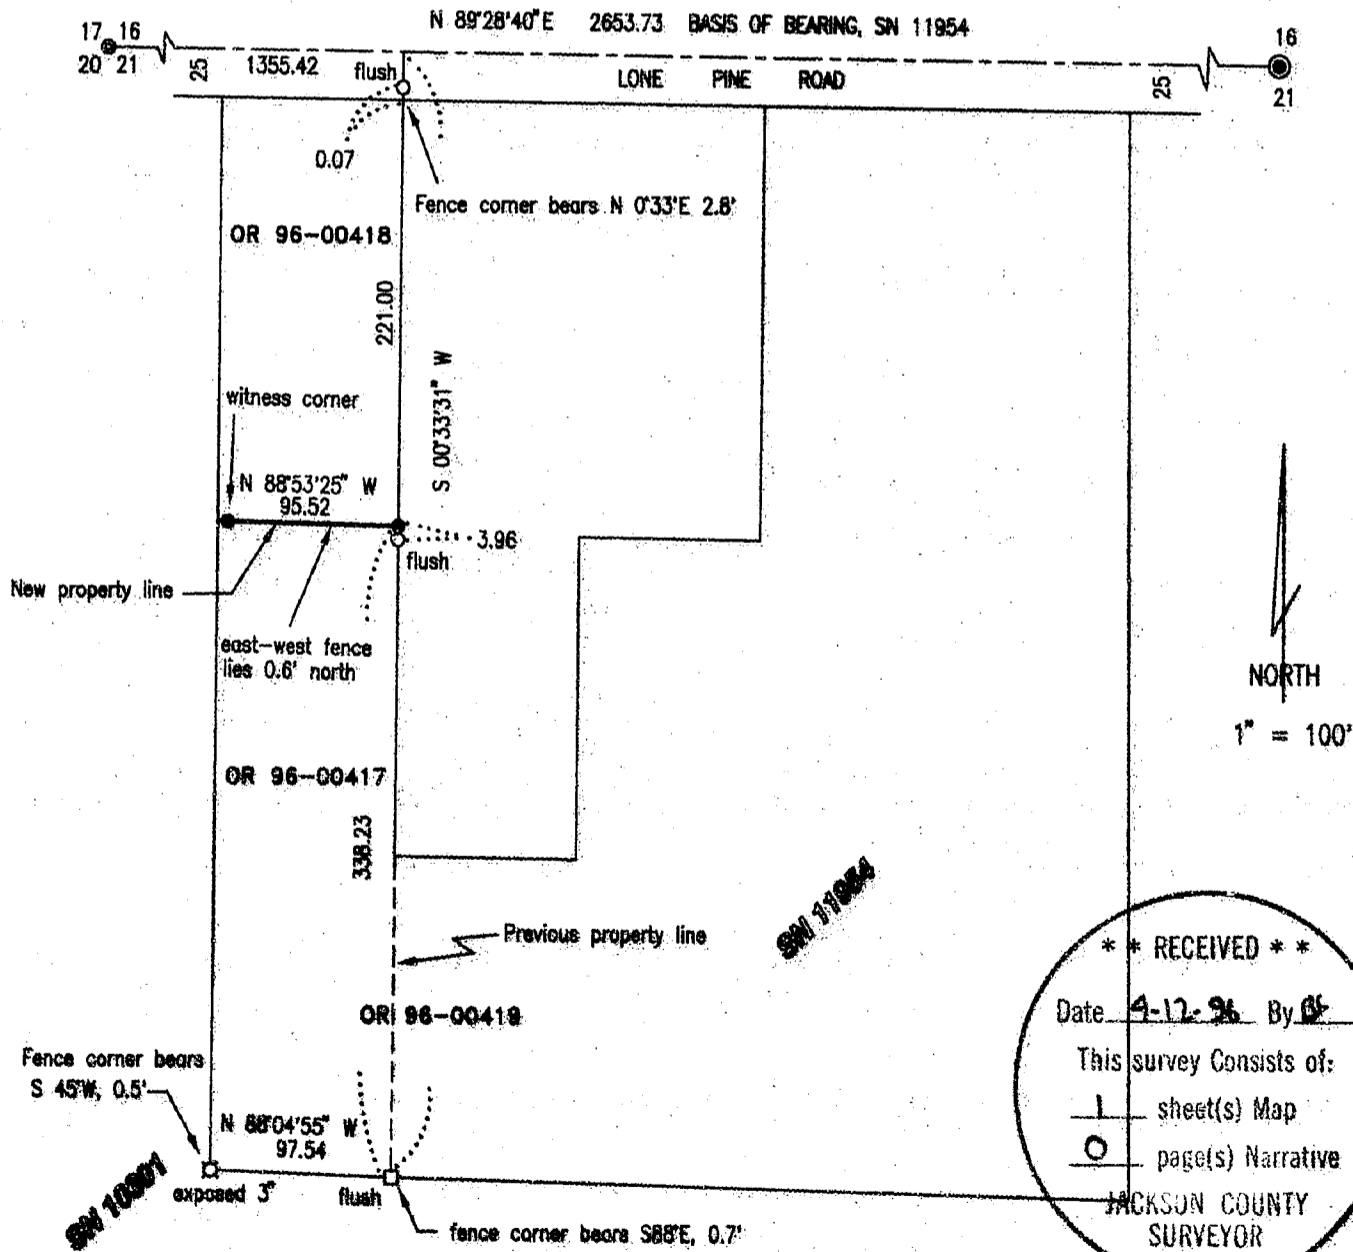 N 89°28'40" E 2653.73 BASIS OF BEARING, SN 11954
17 16
20 21
16
21
25
1355.42
flush
LONE PINE ROAD
25
0.07
Fence corner bears N 0°33'E 2.8'
OR 96-00418
221.00
S 00°33'31" W
witness corner
N 88°53'25" W
95.52
3.96
flush
New property line
east-west fence
lies 0.6' north
NORTH
1" = 100'
OR 96-00417
338.23
SN 11954
Previous property line
OR 96-00419
Fence corner bears
S 45°W, 0.5'
N 88°04'55" W
97.54
exposed 3"
flush
fence corner bears S88°E, 0.7'
* * RECEIVED * *
Date 4-12-96 By
This survey Consists of:
1 sheet(s) Map
0 page(s) Narrative
JACKSON COUNTY
SURVEYOR